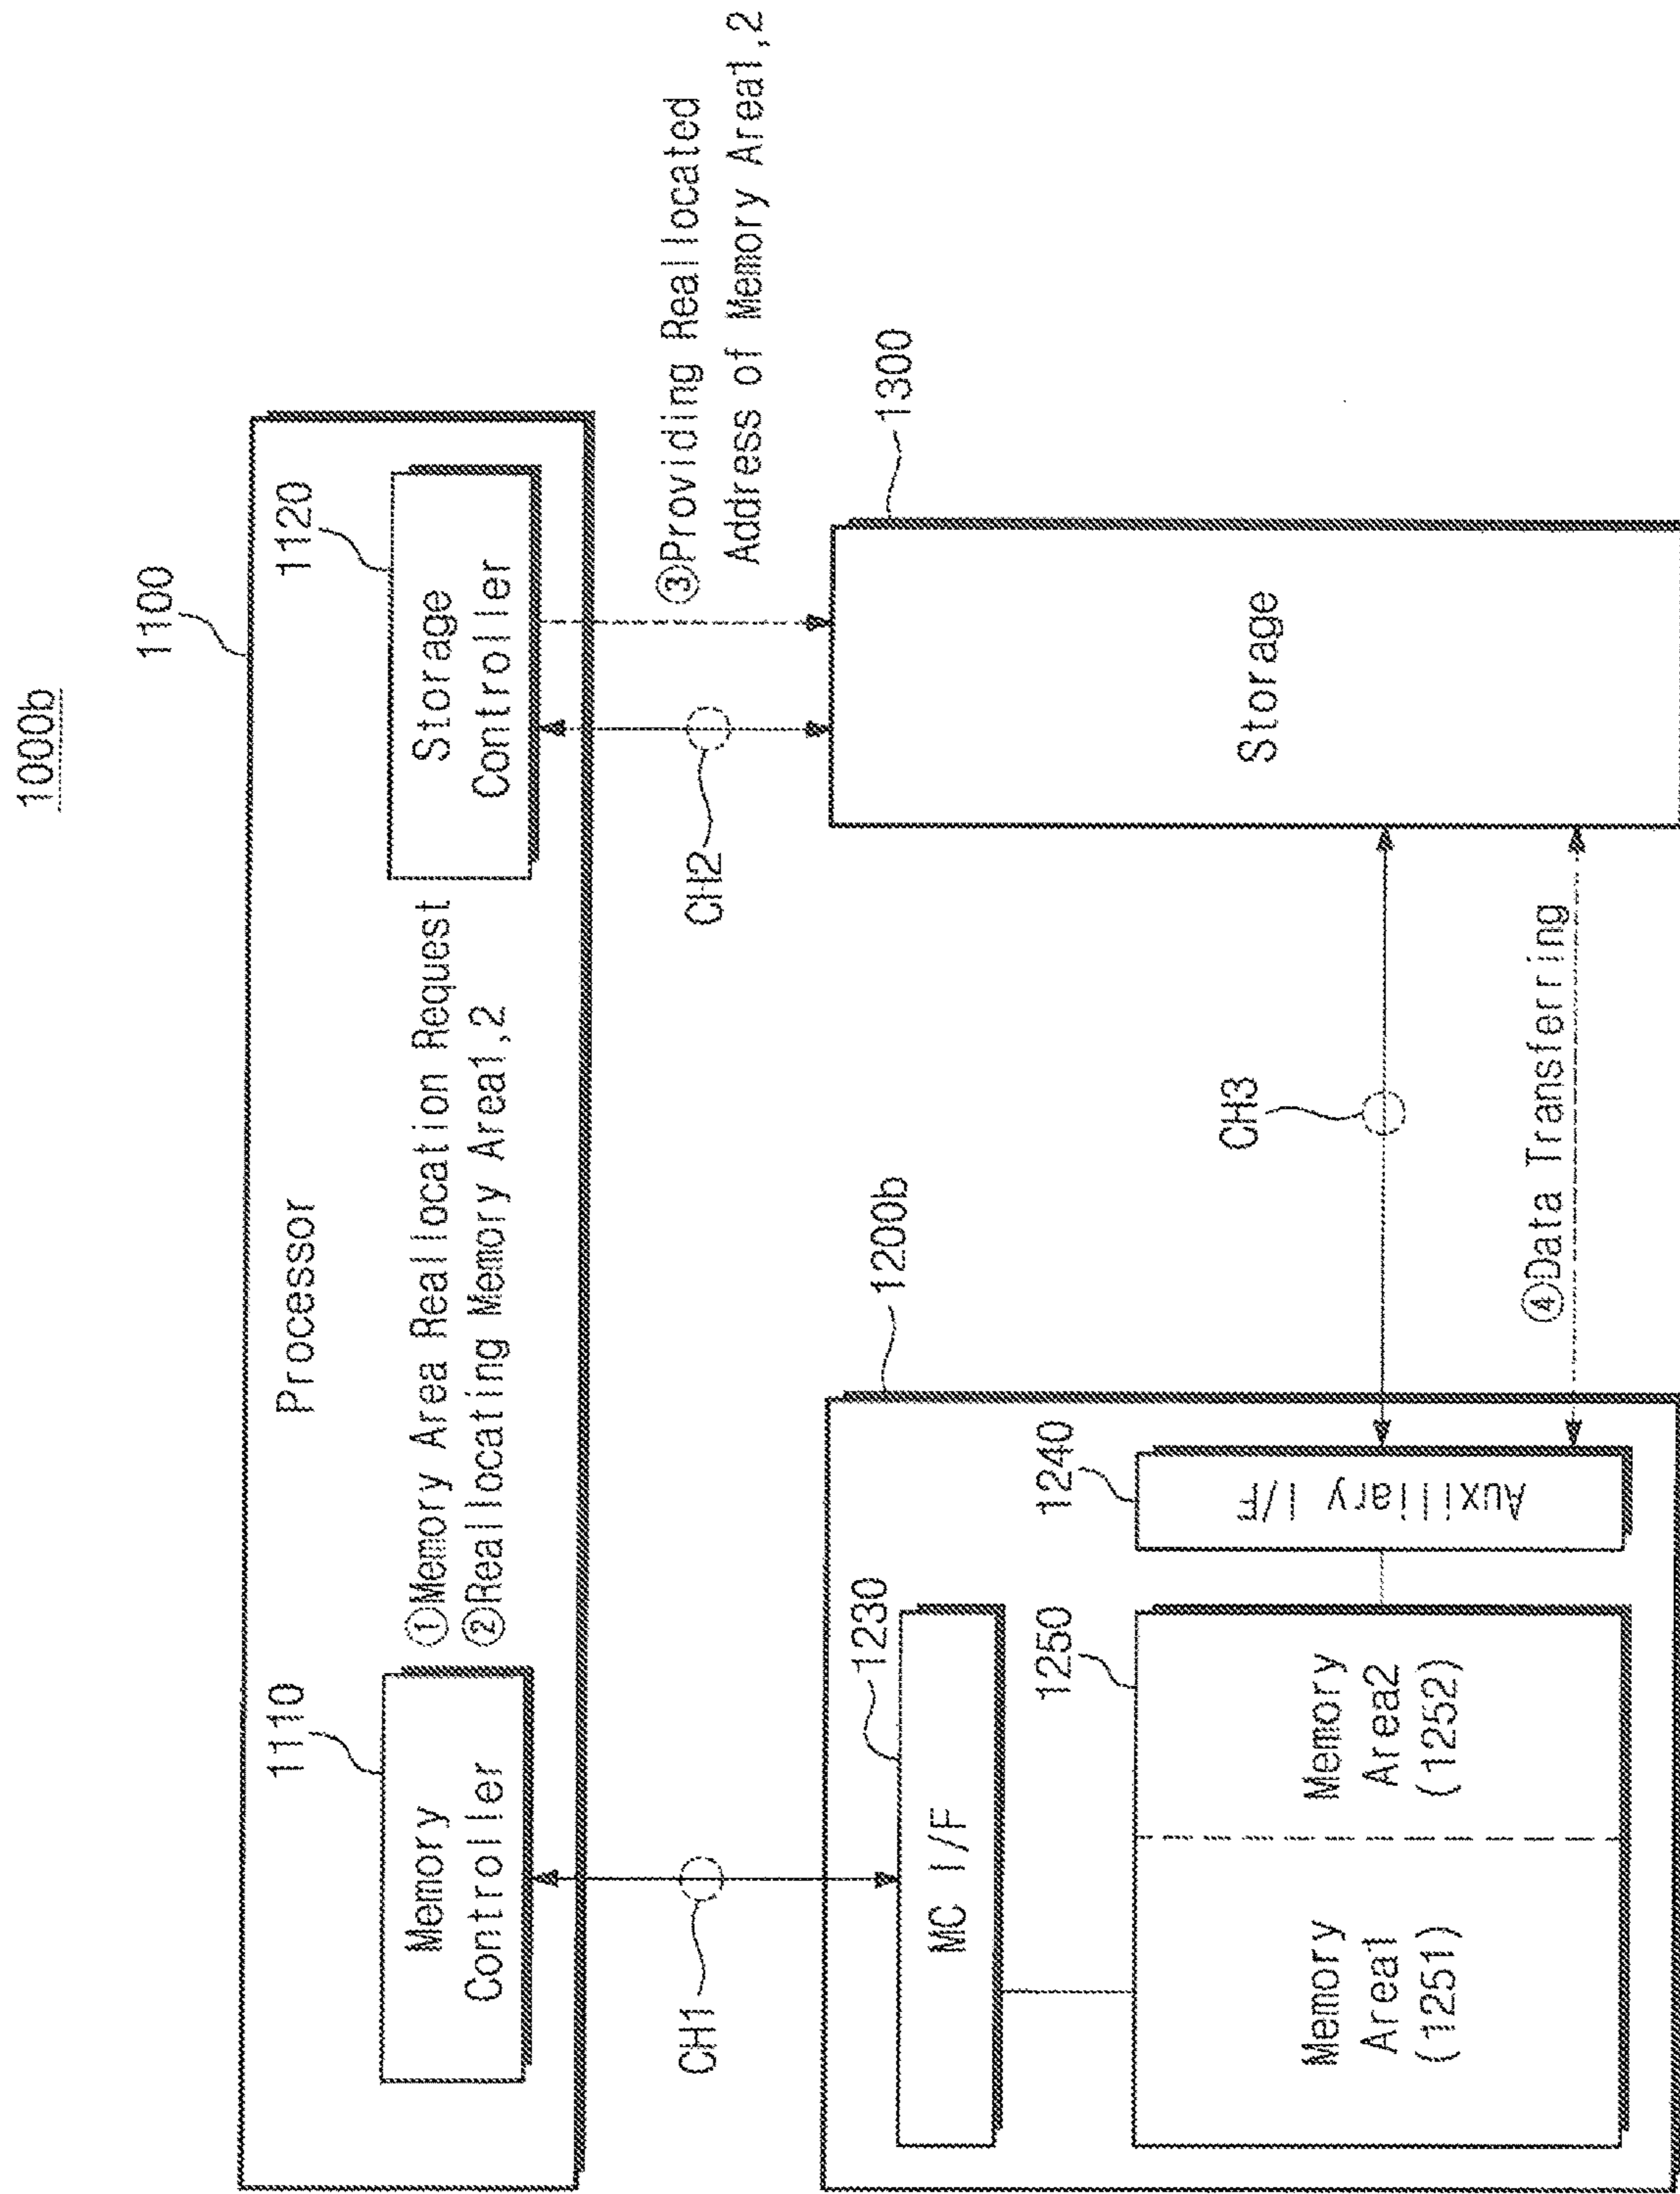 1000b
1100
Processor
1110
1120
Memory
Controller
①Memory Area Reallocation Request
②Reallocating Memory Area1,2
Storage
Controller
CH1
CH2
③Providing Reallocated
Address of Memory Area1,2
1200b
1300
1230
MC I/F
1250
1240
Memory
Area1
(1251)
Memory
Area2
(1252)
Auxiliary I/F
CH3
④Data Transferring
Storage